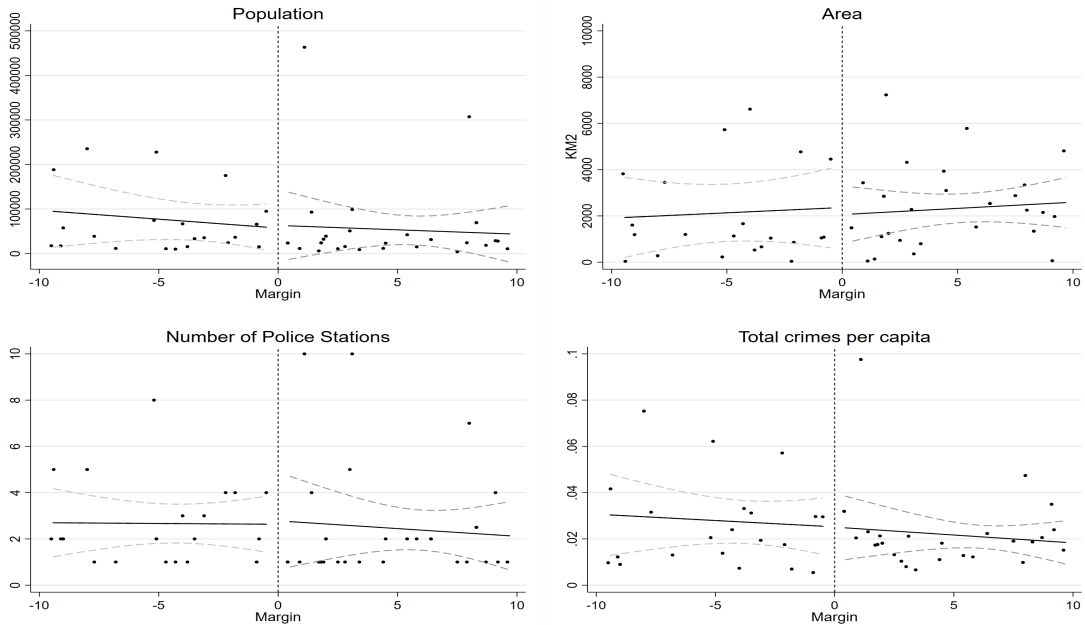 Population
500000
400000
300000
200000
100000
0
-10 -5 0 5 10
Margin
Area
10000
8000
6000
4000
2000
0
KM2
-10 -5 0 5 10
Margin
Number of Police Stations
10
8
6
4
2
0
-10 -5 0 5 10
Margin
Total crimes per capita
.1
.08
.06
.04
.02
0
-10 -5 0 5 10
Margin